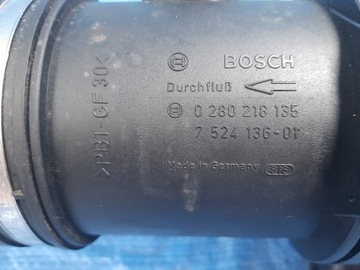 BOSCH
Durchfluß
0 280 218 135
7 524 136-01
Made in Germany
>PBT-GF30<